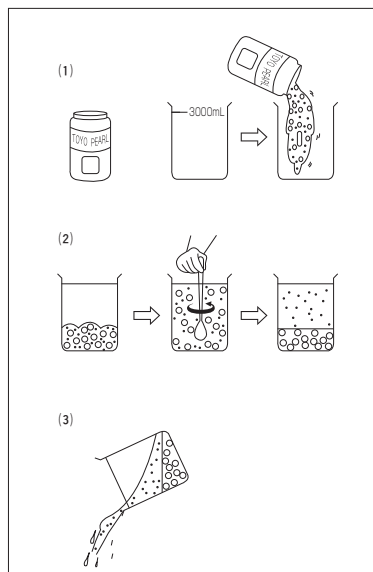 (1)
TOYO PEARL
3000mL
TOYO PEARL
(2)
(3)